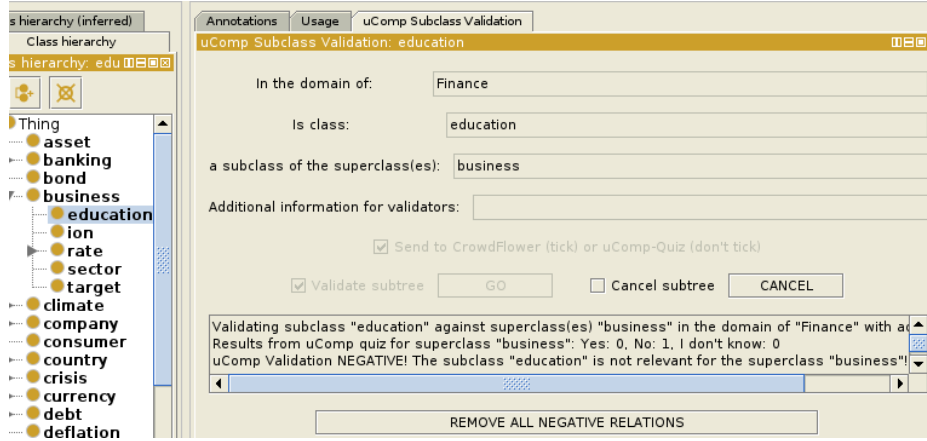 s hierarchy (inferred)
Class hierarchy
s hierarchy: edu
Thing
asset
banking
bond
business
education
ion
rate
sector
target
climate
company
consumer
country
crisis
currency
debt
deflation
Annotations Usage uComp Subclass Validation
uComp Subclass Validation: education
In the domain of: Finance
Is class: education
a subclass of the superclass(es): business
Additional information for validators:
Send to CrowdFlower (tick) or uComp-Quiz (don't tick)
Validate subtree GO Cancel subtree CANCEL
Validating subclass "education" against superclass(es) "business" in the domain of "Finance" with ad
Results from uComp quiz for superclass "business": Yes: 0, No: 1, I don't know: 0
uComp Validation NEGATIVE! The subclass "education" is not relevant for the superclass "business"!
REMOVE ALL NEGATIVE RELATIONS